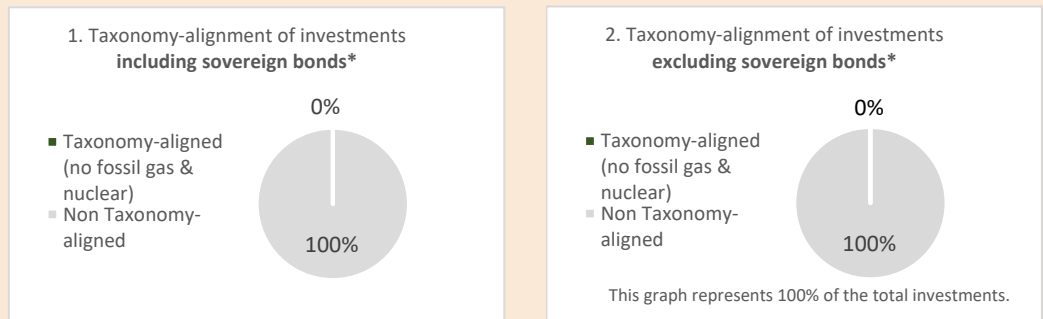 1. Taxonomy-alignment of investments
including sovereign bonds*
0%
Taxonomy-aligned
(no fossil gas &
nuclear)
Non Taxonomy-
aligned
100%
2. Taxonomy-alignment of investments
excluding sovereign bonds*
0%
Taxonomy-aligned
(no fossil gas &
nuclear)
Non Taxonomy-
aligned
100%
This graph represents 100% of the total investments.